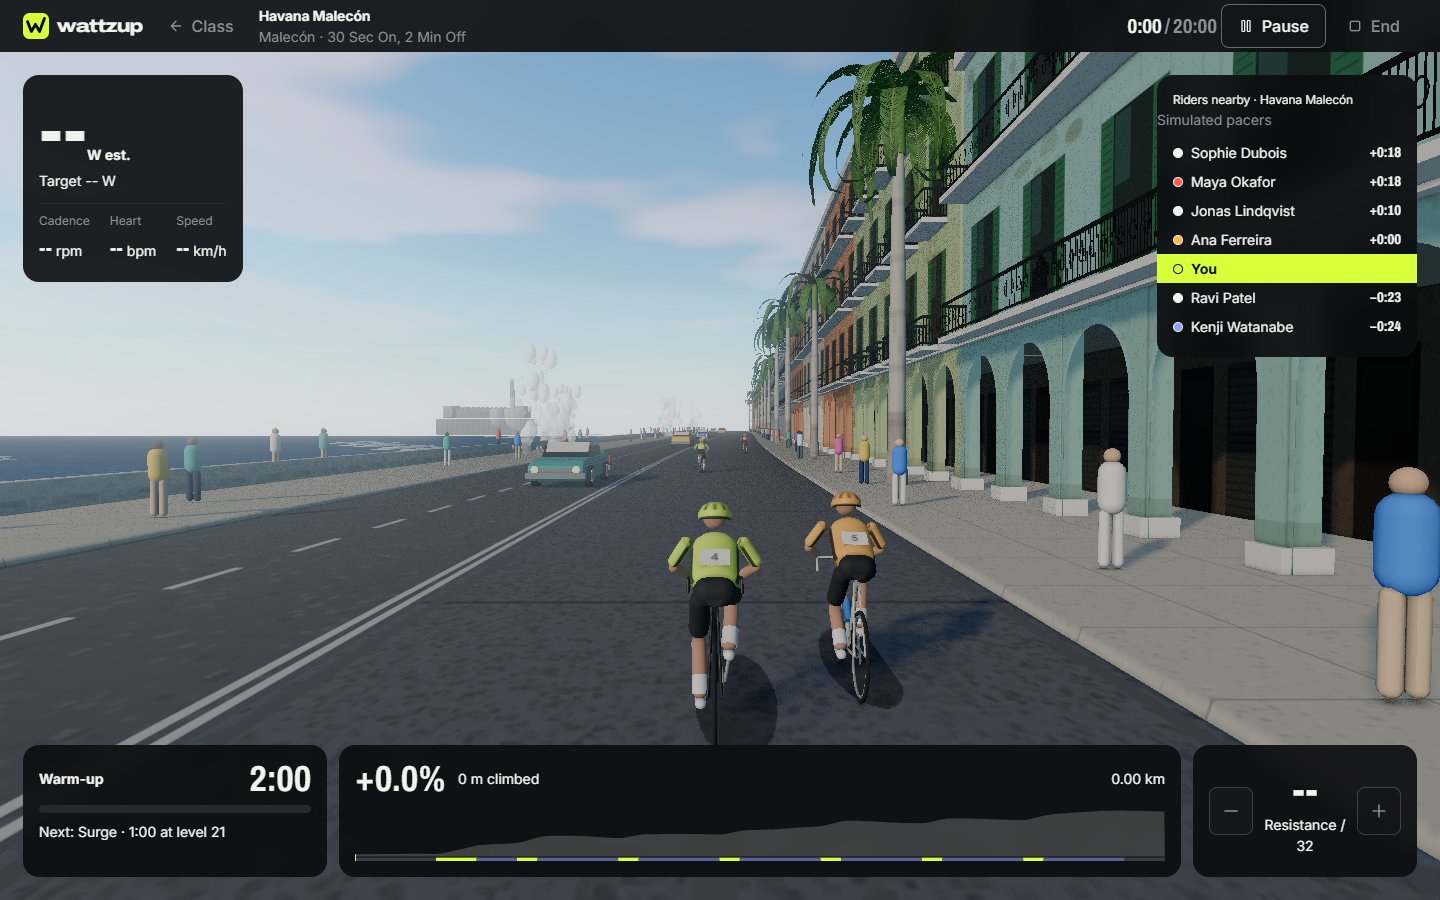 W wattzup
← Class
Havana Malecón
Malecón · 30 Sec On, 2 Min Off
0:00 / 20:00
Pause
End
-- W est.
Target -- W
Cadence Heart Speed
-- rpm -- bpm -- km/h
Riders nearby · Havana Malecón
Simulated pacers
Sophie Dubois +0:18
Maya Okafor +0:18
Jonas Lindqvist +0:10
Ana Ferreira +0:00
You
Ravi Patel −0:23
Kenji Watanabe −0:24
4
5
Warm-up 2:00
Next: Surge · 1:00 at level 21
+0.0% 0 m climbed 0.00 km
− -- +
Resistance /
32